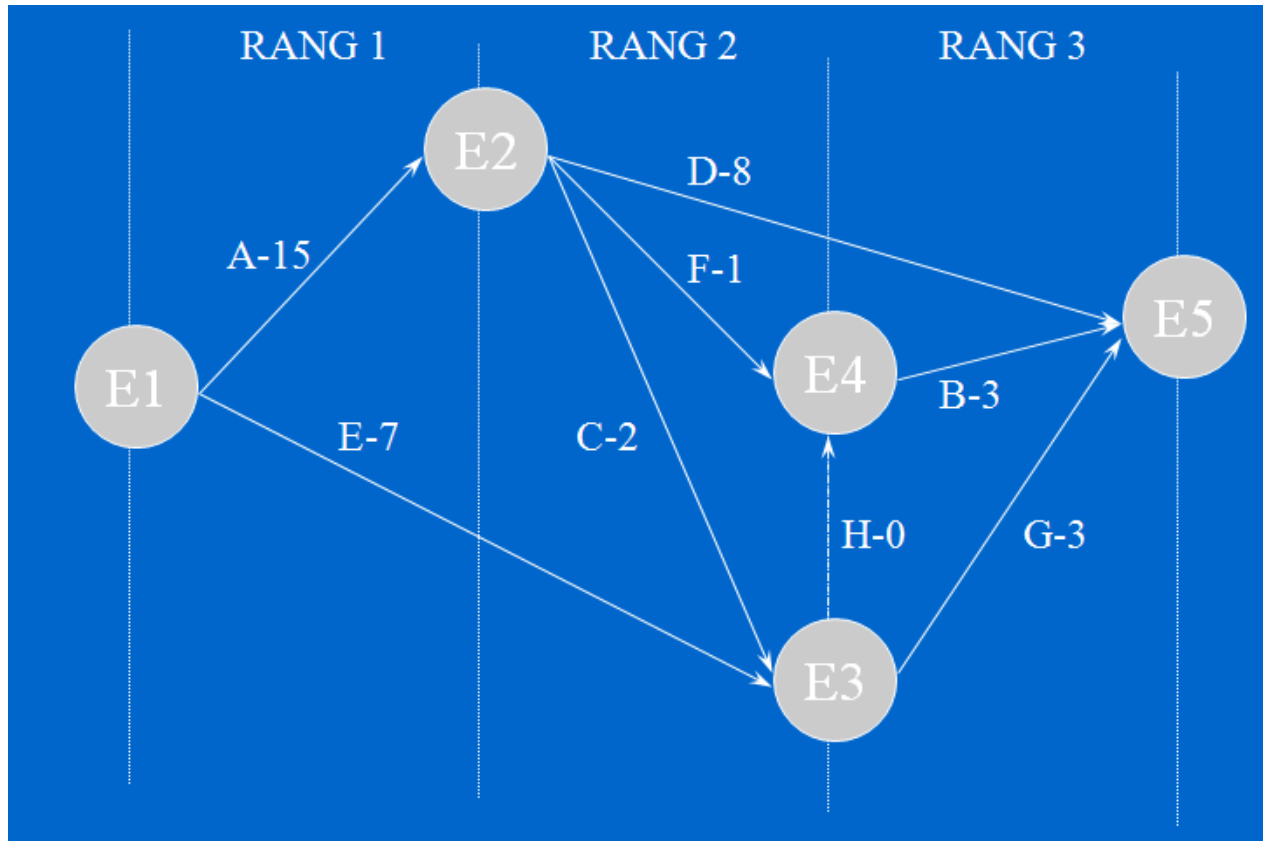 RANG 1
RANG 2
RANG 3
E2
D-8
A-15
F-1
E5
E1
E4
B-3
E-7
C-2
H-0
G-3
E3